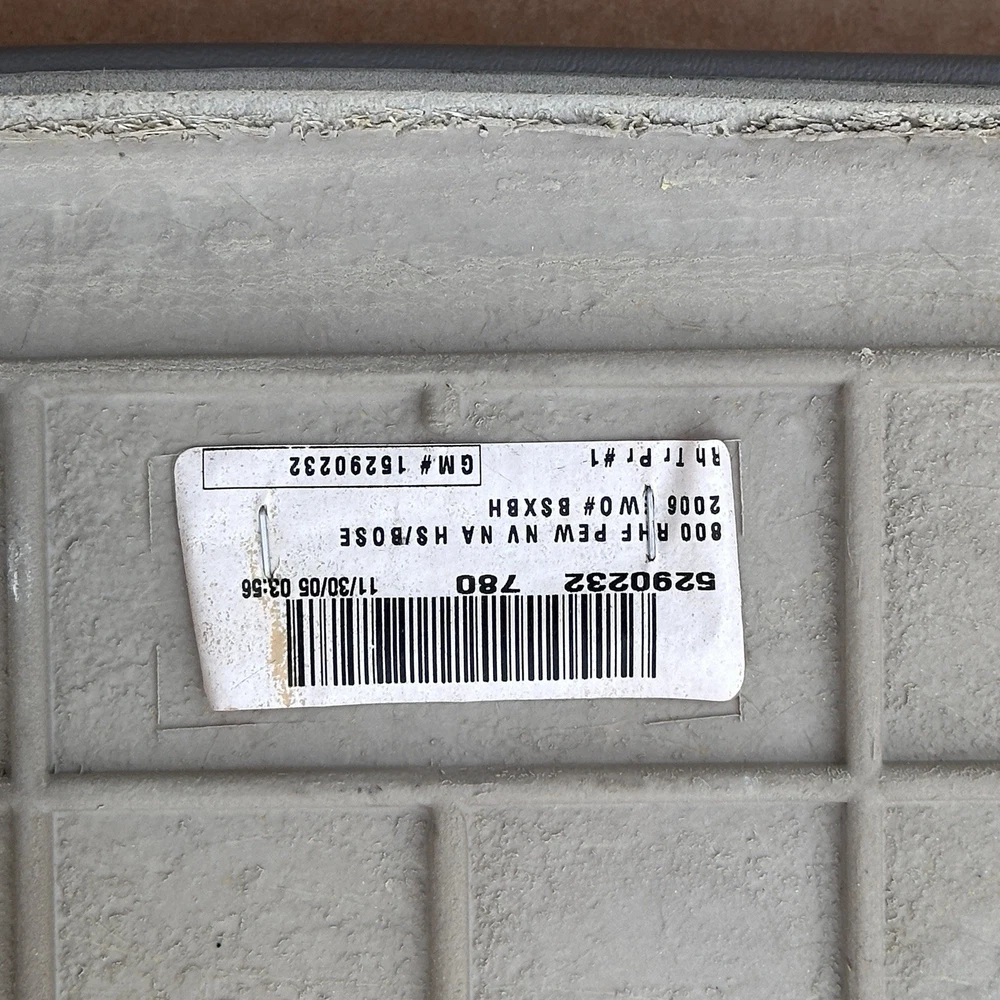 5290232 780 11/30/05 03:56
800 RHF PEW NV NA HS/BOSE
2006 WO# BSXBH
Rh Tr Pr #1 GM# 15290232